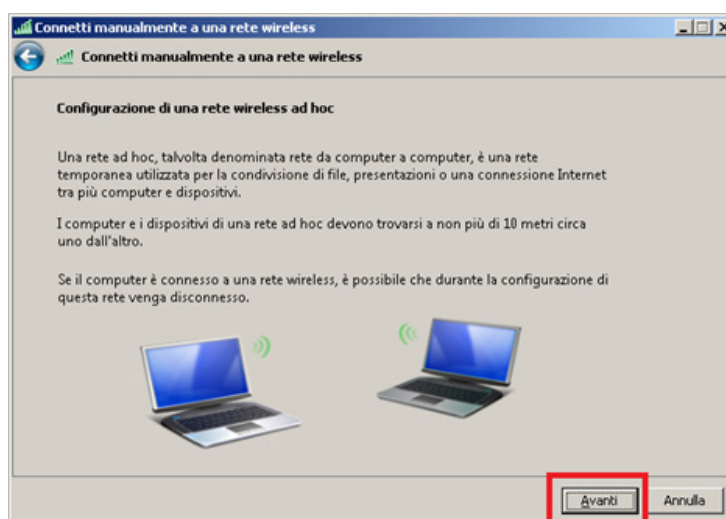 Connetti manualmente a una rete wireless
Connetti manualmente a una rete wireless
Configurazione di una rete wireless ad hoc
Una rete ad hoc, talvolta denominata rete da computer a computer, è una rete
temporanea utilizzata per la condivisione di file, presentazioni o una connessione Internet
tra più computer e dispositivi.
I computer e i dispositivi di una rete ad hoc devono trovarsi a non più di 10 metri circa
uno dall'altro.
Se il computer è connesso a una rete wireless, è possibile che durante la configurazione di
questa rete venga disconnesso.
Avanti
Annulla